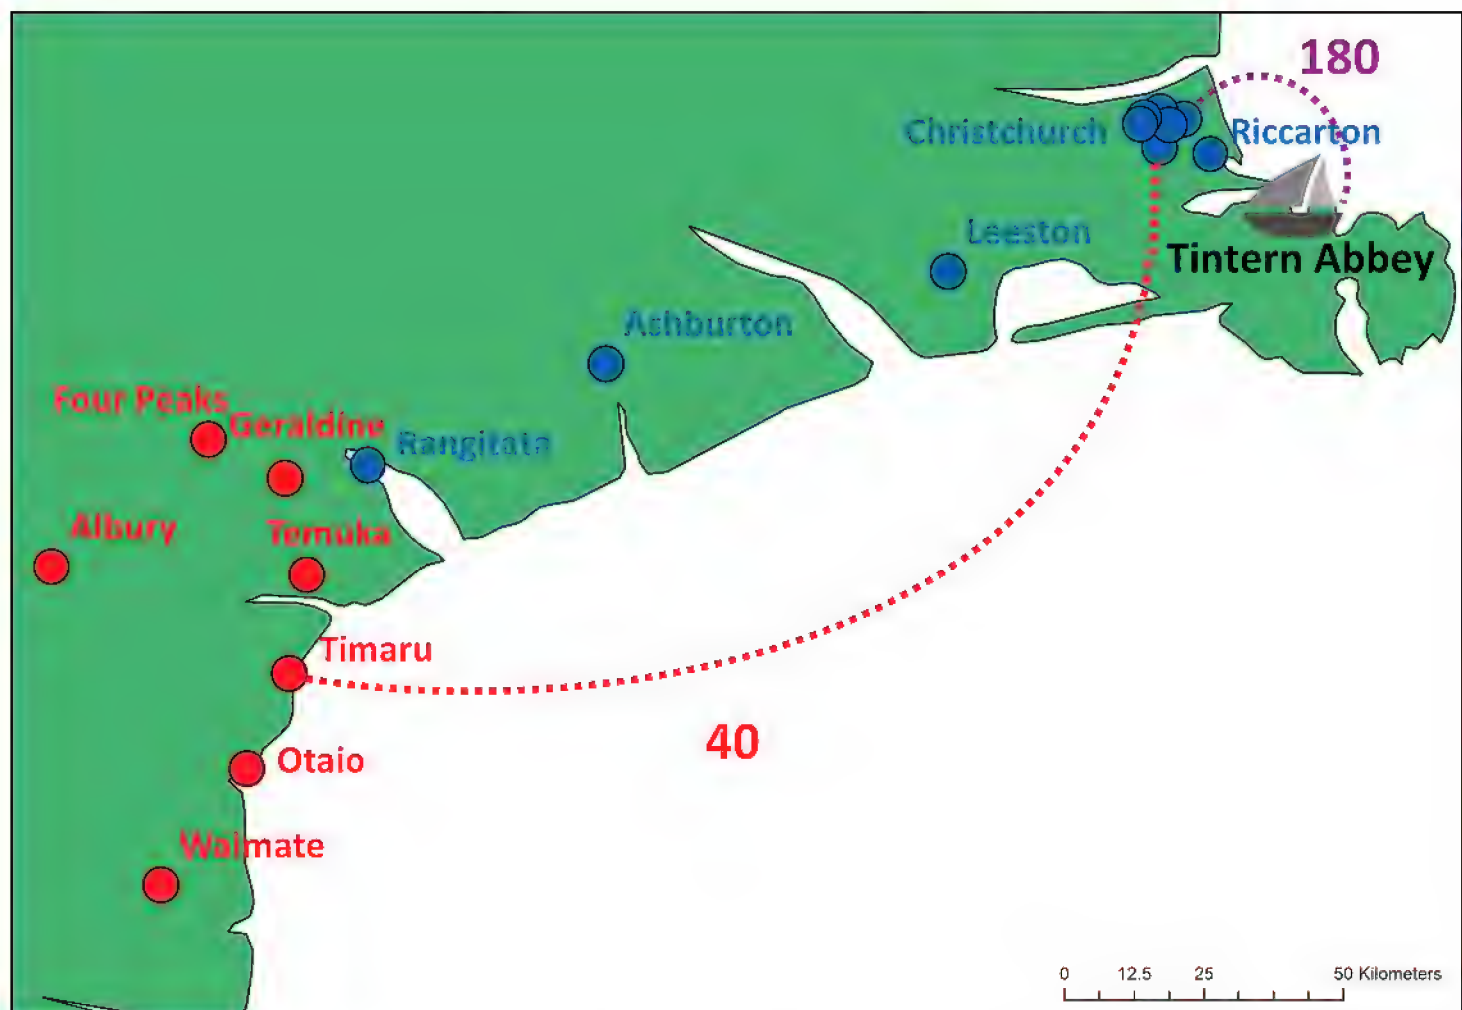 180
Christchurch
Riccarton
Leeston
Tintern Abbey
Ashburton
Four Peaks
Geraldine
Rangitata
Albury
Temuka
Timaru
40
Otaio
Waimate
0 12.5 25 50 Kilometers